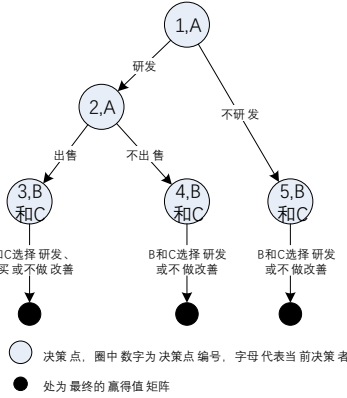 1,A
研发
2,A
不研发
出售
不出售
3,B
和C
4,B
和C
5,B
和C
和C选择研发、
买或不做改善
B和C选择研发
或不做改善
B和C选择研发
或不做改善
决策点，圈中数字为决策点编号，字母代表当前决策者
处为最终的赢得值矩阵